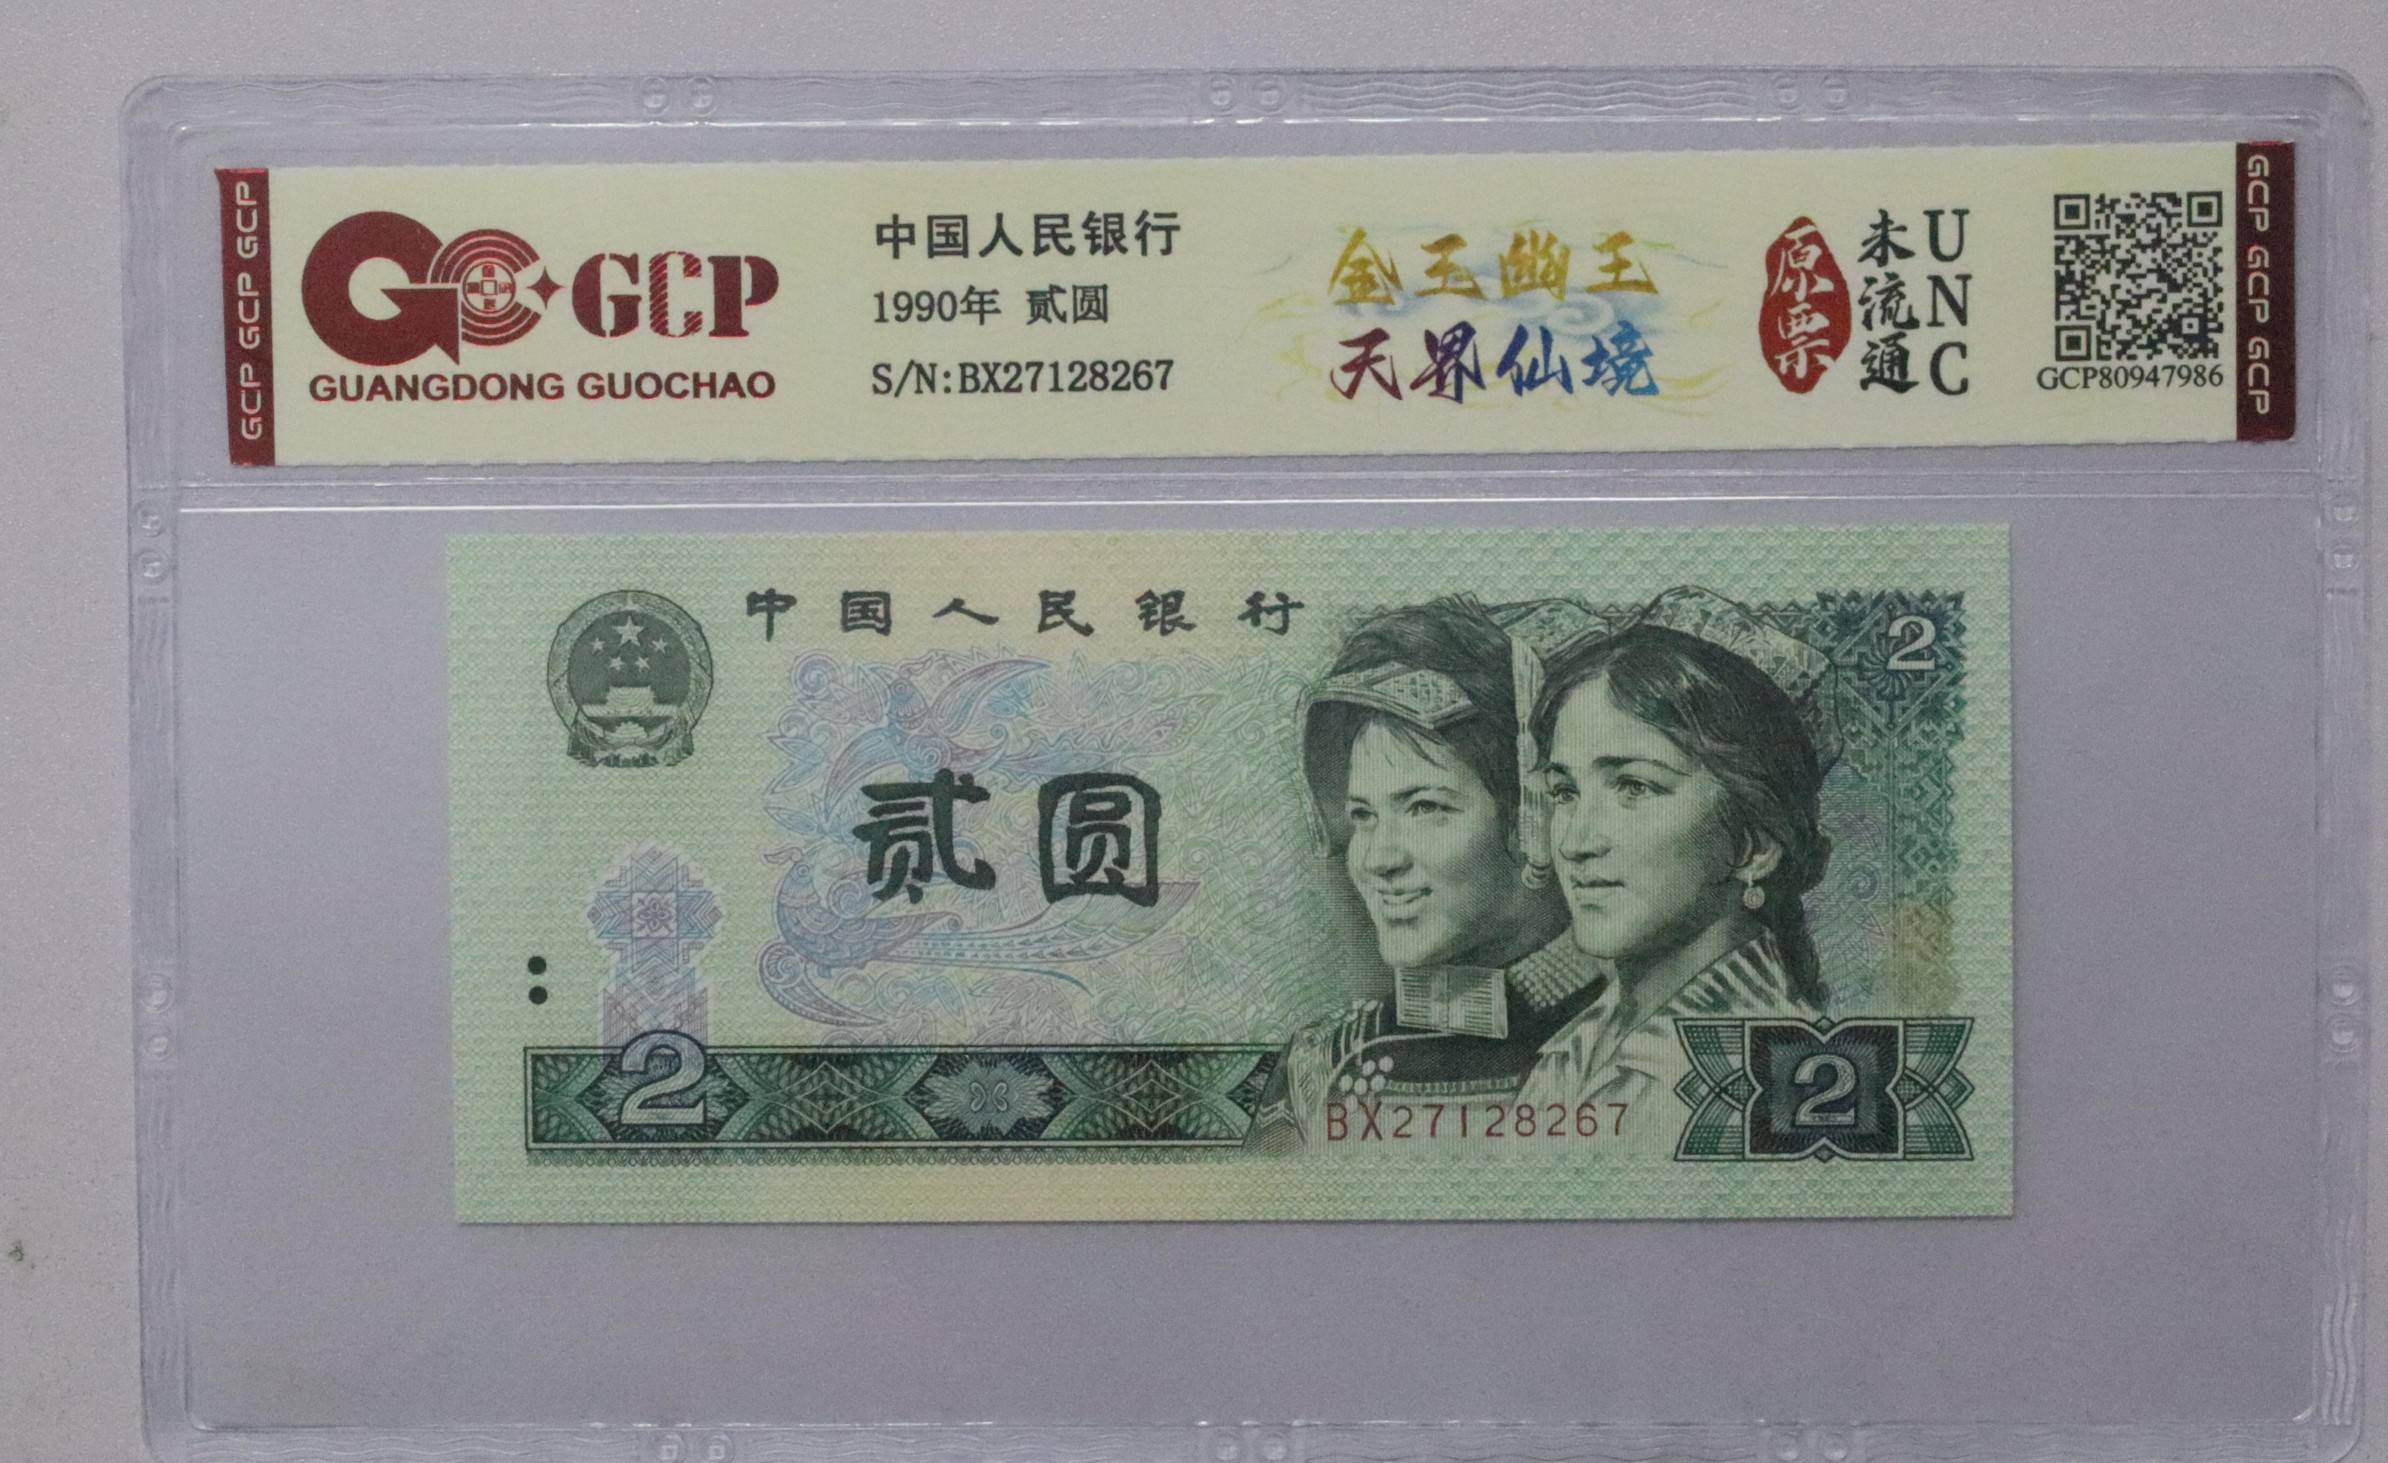 GCP GCP GCP
GCP
GUANGDONG GUOCHAO
中国人民银行
1990年 贰圆
S/N:BX27128267
金玉幽王
天界仙境
原票
未流通
UNC
GCP80947986
GCP GCP GCP
中国人民银行
2
贰圆
2
BX27128267
2